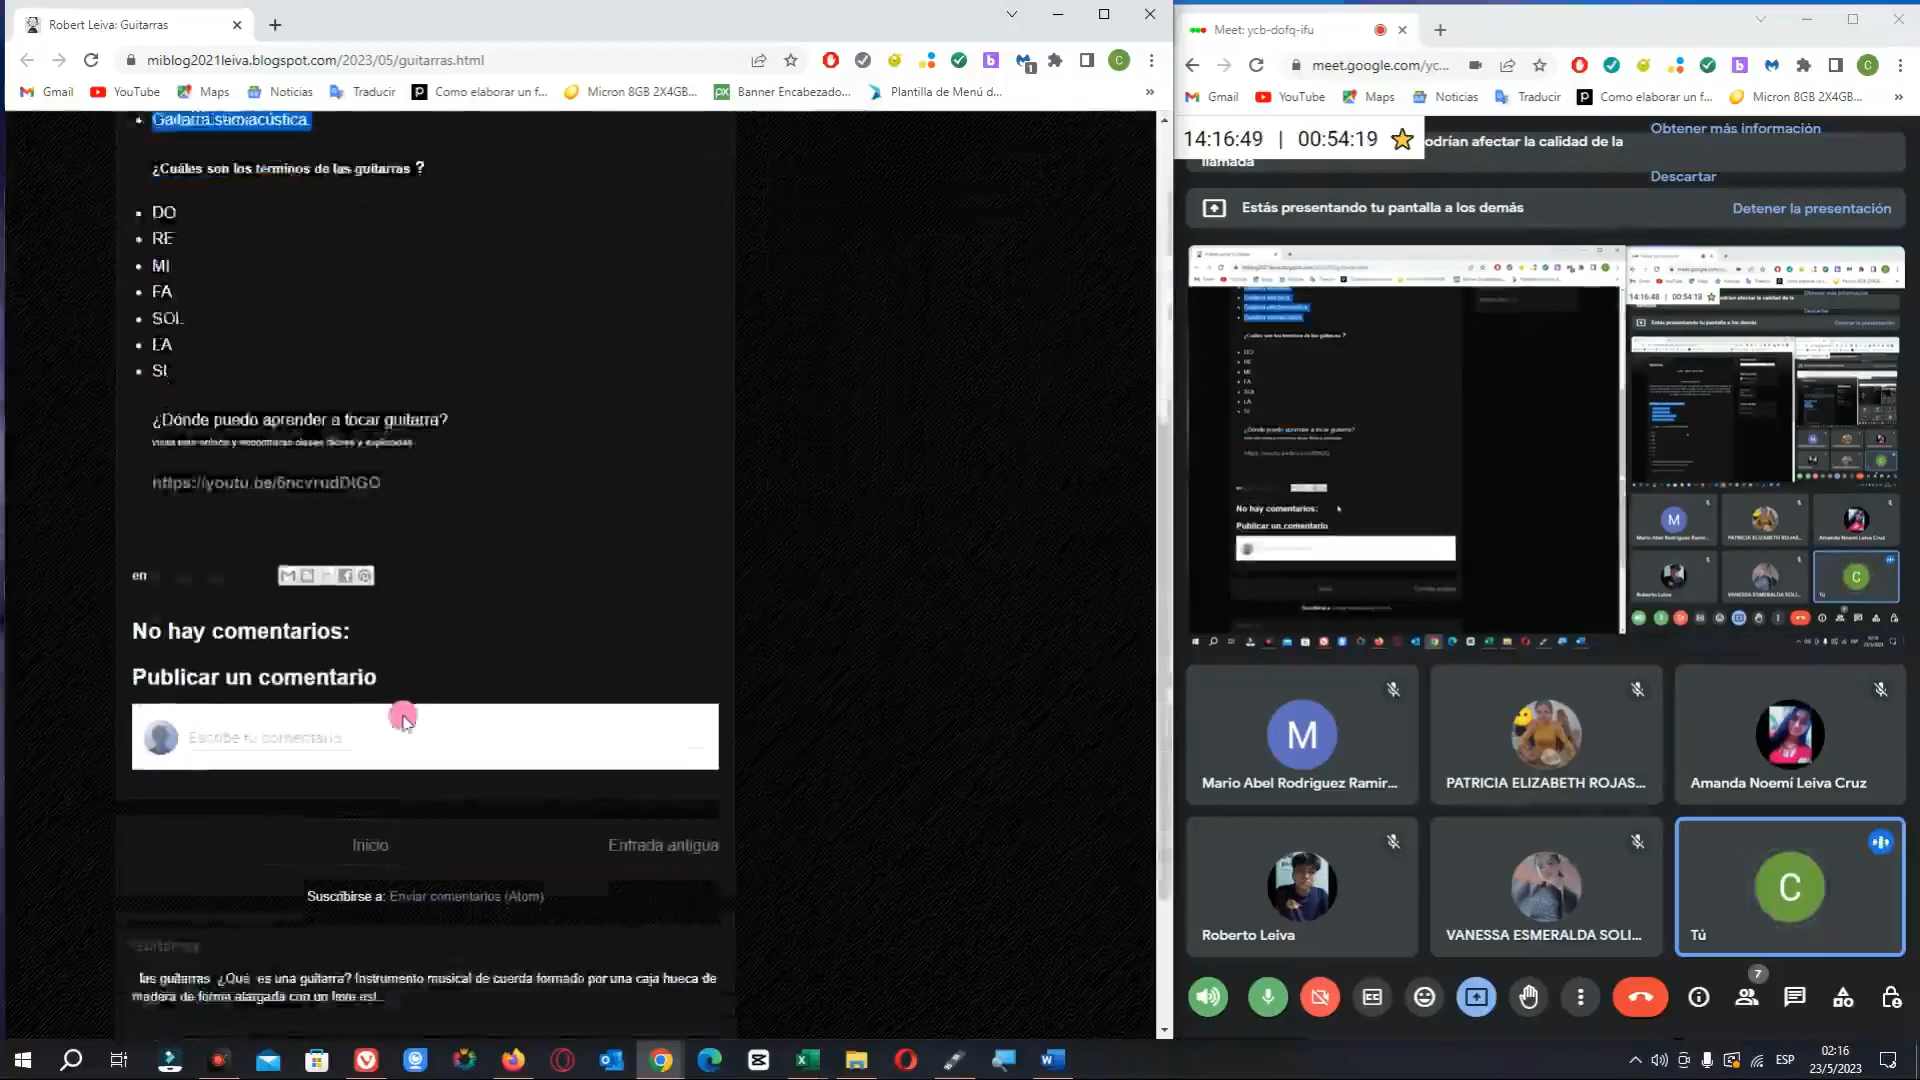 Robert Leiva: Guitarras
miblog2021leiva.blogspot.com/2023/05/guitarras.html
Gmail
YouTube
Maps
Noticias
Traducir
Como elaborar un f...
Micron 8GB 2X4GB...
Banner Encabezado...
Plantilla de Menú d...
Guitarra semiacústica.
¿Cuáles son los términos de las guitarras ?
DO
RE
MI
FA
SOL
LA
SI
¿Dónde puedo aprender a tocar guitarra?
https://youtu.be/
en
No hay comentarios:
Publicar un comentario
Escribe tu comentario
Inicio
Entrada antigua
Suscribirse a: Enviar comentarios (Atom)
Guitarras
las guitarras ¿Qué es una guitarra? Instrumento musical de cuerda formado por una caja hueca de
madera de forma alargada con un
Meet: ycb-dofq-ifu
meet.google.com/yc...
Gmail
YouTube
Maps
Noticias
Traducir
Como elaborar un f...
Micron 8GB 2X4GB...
14:16:49 | 00:54:19
Obtener más información
odrían afectar la calidad de la
llamada
Descartar
Estás presentando tu pantalla a los demás
Detener la presentación
No hay comentarios:
Publicar un comentario
M
Mario Abel Rodriguez Ramir...
PATRICIA ELIZABETH ROJAS...
Amanda Noemí Leiva Cruz
Roberto Leiva
VANESSA ESMERALDA SOLI...
C
Tú
7
ESP
02:16
23/5/2023